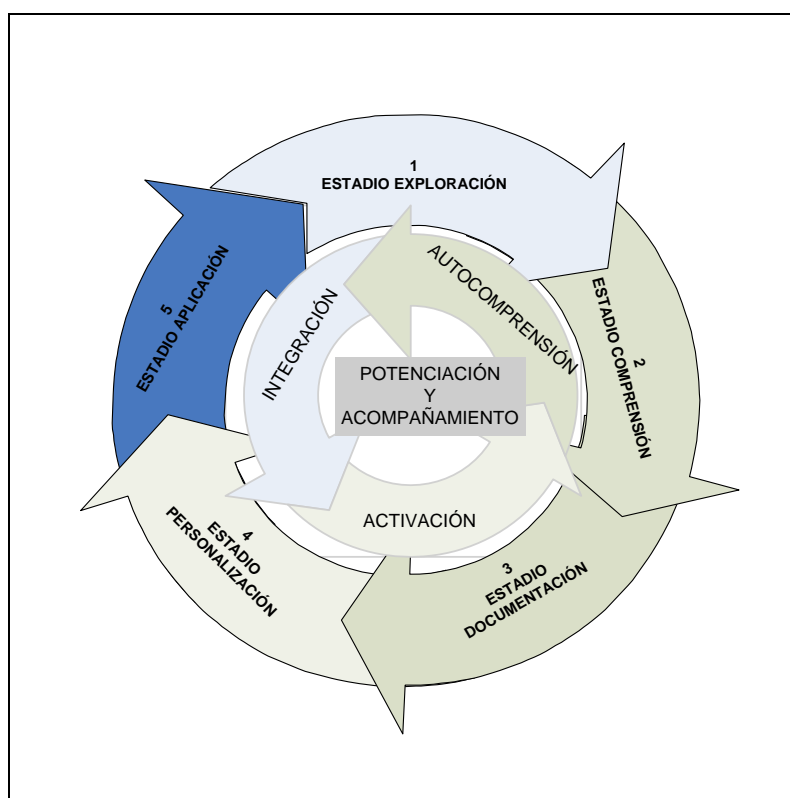 1
ESTADIO EXPLORACIÓN
2
ESTADIO COMPRENSIÓN
3
ESTADIO
DOCUMENTACIÓN
4
ESTADIO
PERSONALIZACIÓN
5
ESTADIO APLICACIÓN
AUTOCOMPRENSIÓN
INTEGRACIÓN
POTENCIACIÓN
Y
ACOMPAÑAMIENTO
ACTIVACIÓN